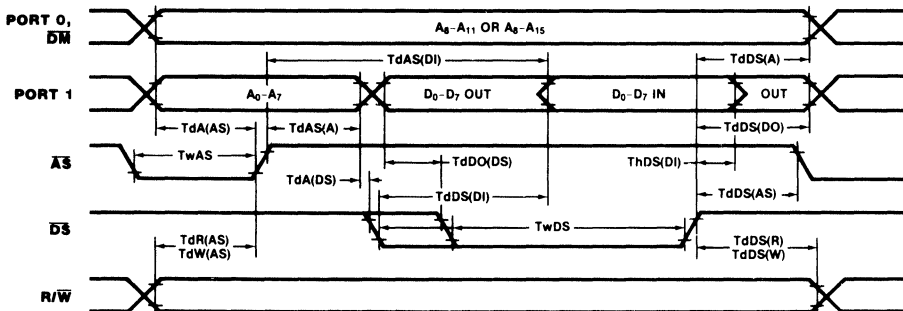 PORT 0,
DM
A₈–A₁₁ OR A₈–A₁₅
TdDS(A)
TdAS(DI)
PORT 1
A₀–A₇
D₀–D₇ OUT
D₀–D₇ IN
OUT
TdA(AS)
TdAS(A)
TdDS(DO)
AS
TwAS
TdDO(DS)
ThDS(DI)
TdA(DS)
TdDS(DI)
TdDS(AS)
DS
TwDS
TdR(AS)
TdW(AS)
TdDS(R)
TdDS(W)
R/W